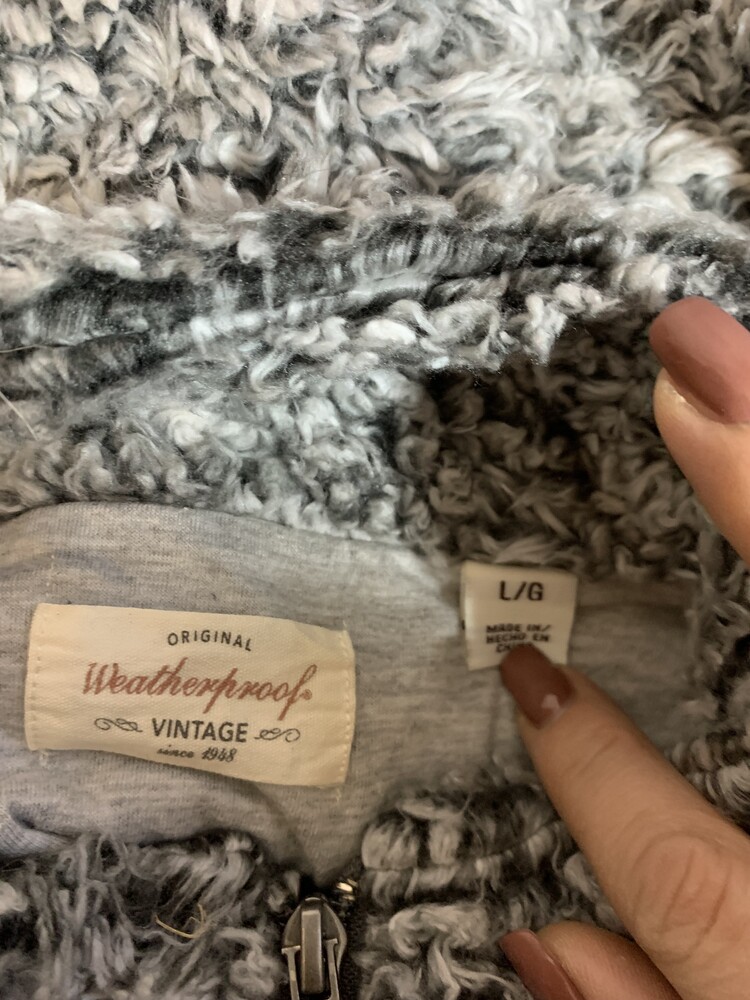 ORIGINAL
Weatherproof®
VINTAGE
since 1948
L/G
MADE IN/
HECHO EN